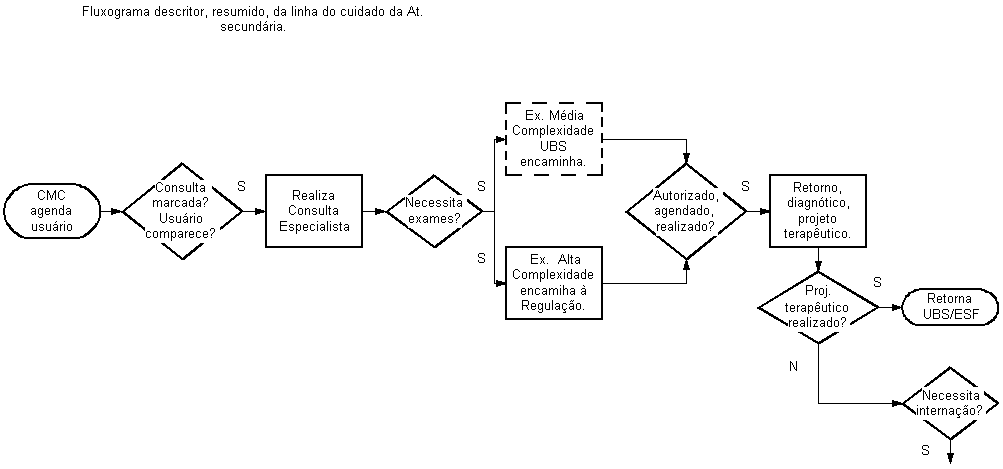 Fluxograma descritor, resumido, da linha do cuidado da At.
secundária.
CMC
agenda
usuário
Consulta
marcada?
Usuário
comparece?
S
Realiza
Consulta
Especialista
Necessita
exames?
S
S
Ex. Média
Complexidade
UBS
encaminha.
Ex. Alta
Complexidade
encamiha à
Regulação.
Autorizado,
agendado,
realizado?
S
Retorno,
diagnótico,
projeto
terapêutico.
Proj.
terapêutico
realizado?
S
Retorna
UBS/ESF
N
Necessita
internação?
S